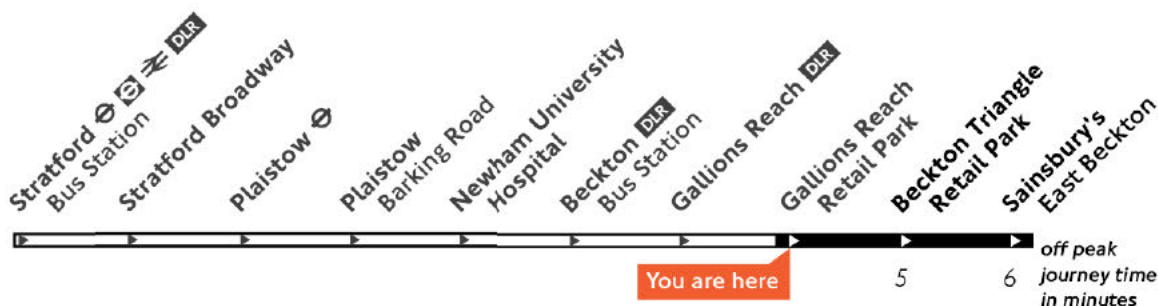 Stratford DLR
Bus Station
Stratford Broadway
Plaistow
Plaistow
Barking Road
Newham University
Hospital
Beckton DLR
Bus Station
Gallions Reach DLR
Gallions Reach
Retail Park
Beckton Triangle
Retail Park
Sainsbury's
East Beckton
You are here
5
6
off peak
journey time
in minutes